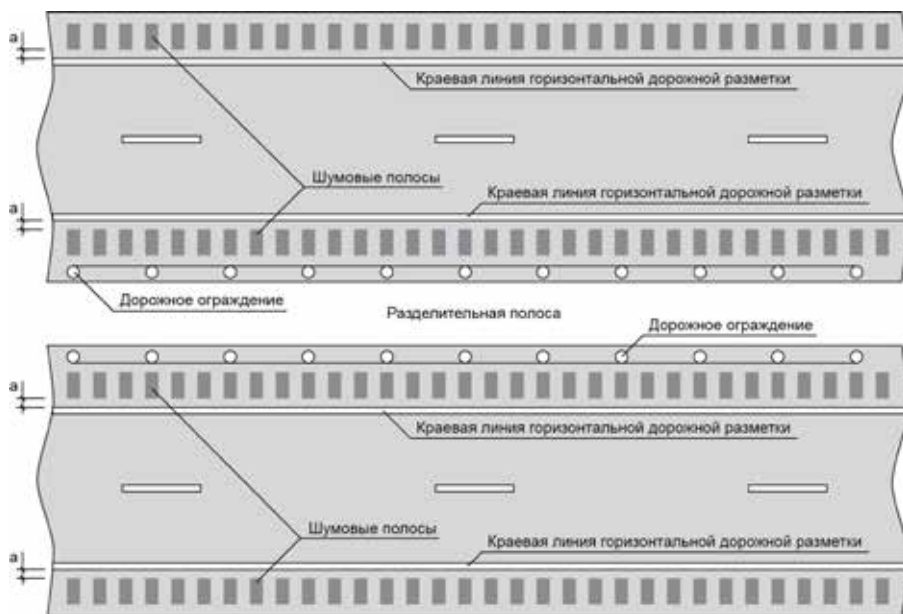 а
Краевая линия горизонтальной дорожной разметки
Шумовые полосы
Краевая линия горизонтальной дорожной разметки
а
Дорожное ограждение
Разделительная полоса
Дорожное ограждение
а
Краевая линия горизонтальной дорожной разметки
Шумовые полосы
Краевая линия горизонтальной дорожной разметки
а